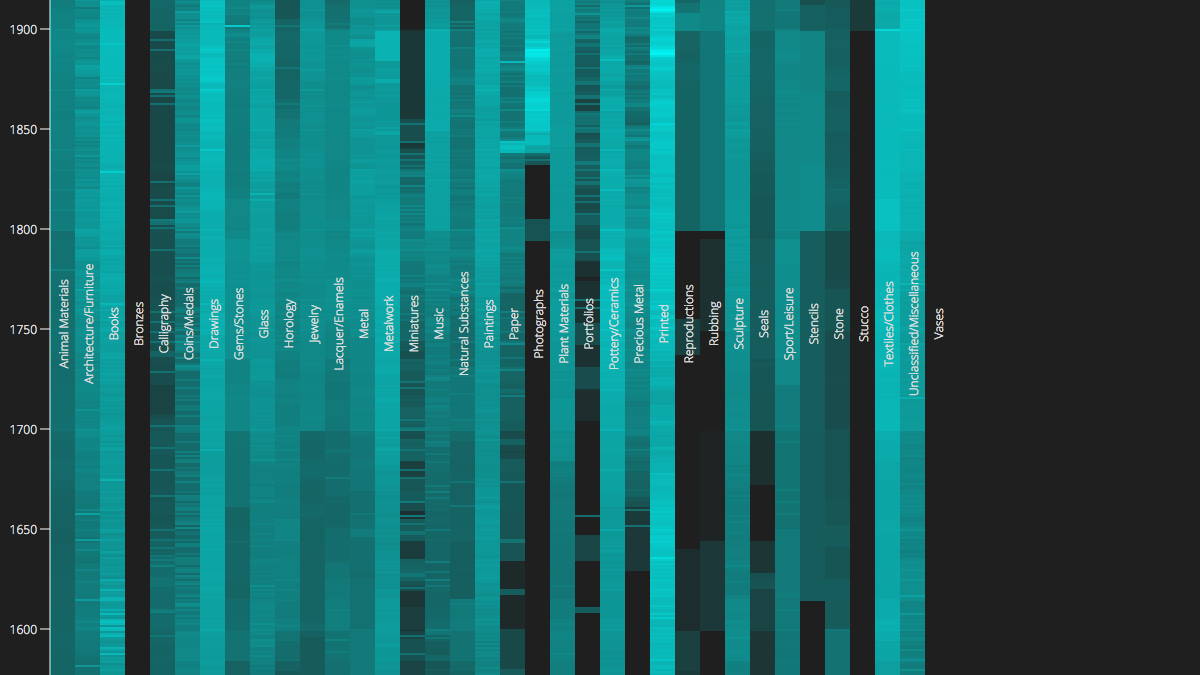 1900
1850
1800
1750
1700
1650
1600
Animal Materials
Architecture/Furniture
Books
Bronzes
Calligraphy
Coins/Medals
Drawings
Gems/Stones
Glass
Horology
Jewelry
Lacquer/Enamels
Metal
Metalwork
Miniatures
Music
Natural Substances
Paintings
Paper
Photographs
Plant Materials
Portfolios
Pottery/Ceramics
Precious Metal
Printed
Reproductions
Rubbing
Sculpture
Seals
Sport/Leisure
Stencils
Stone
Stucco
Textiles/Clothes
Unclassified/Miscellaneous
Vases